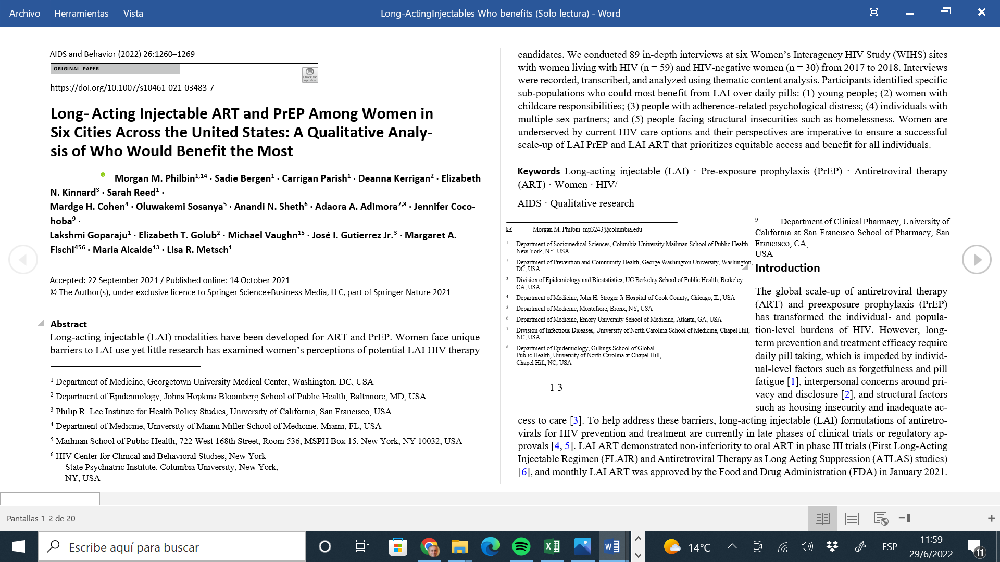 Archivo Herramientas Vista
_Long-ActingInjectables Who benefits (Solo lectura) - Word
AIDS and Behavior (2022) 26:1260–1269
ORIGINAL PAPER
Check for
updates
https://doi.org/10.1007/s10461-021-03483-7
Long- Acting Injectable ART and PrEP Among Women in
Six Cities Across the United States: A Qualitative Analy-
sis of Who Would Benefit the Most
Morgan M. Philbin1,14 · Sadie Bergen1 · Carrigan Parish1 · Deanna Kerrigan2 · Elizabeth
N. Kinnard3 · Sarah Reed1 ·
Mardge H. Cohen4 · Oluwakemi Sosanya5 · Anandi N. Sheth6 · Adaora A. Adimora7,8 · Jennifer Coco-
hoba9 ·
Lakshmi Goparaju1 · Elizabeth T. Golub2 · Michael Vaughn15 · José I. Gutierrez Jr.3 · Margaret A.
Fischl456 · Maria Alcaide13 · Lisa R. Metsch1
Accepted: 22 September 2021 / Published online: 14 October 2021
© The Author(s), under exclusive licence to Springer Science+Business Media, LLC, part of Springer Nature 2021
Abstract
Long-acting injectable (LAI) modalities have been developed for ART and PrEP. Women face unique
barriers to LAI use yet little research has examined women's perceptions of potential LAI HIV therapy
1 Department of Medicine, Georgetown University Medical Center, Washington, DC, USA
2 Department of Epidemiology, Johns Hopkins Bloomberg School of Public Health, Baltimore, MD, USA
3 Philip R. Lee Institute for Health Policy Studies, University of California, San Francisco, USA
4 Department of Medicine, University of Miami Miller School of Medicine, Miami, FL, USA
5 Mailman School of Public Health, 722 West 168th Street, Room 536, MSPH Box 15, New York, NY 10032, USA
6 HIV Center for Clinical and Behavioral Studies, New York
State Psychiatric Institute, Columbia University, New York,
NY, USA
candidates. We conducted 89 in-depth interviews at six Women's Interagency HIV Study (WIHS) sites
with women living with HIV (n = 59) and HIV-negative women (n = 30) from 2017 to 2018. Interviews
were recorded, transcribed, and analyzed using thematic content analysis. Participants identified specific
sub-populations who could most benefit from LAI over daily pills: (1) young people; (2) women with
childcare responsibilities; (3) people with adherence-related psychological distress; (4) individuals with
multiple sex partners; and (5) people facing structural insecurities such as homelessness. Women are
underserved by current HIV care options and their perspectives are imperative to ensure a successful
scale-up of LAI PrEP and LAI ART that prioritizes equitable access and benefit for all individuals.
Keywords Long-acting injectable (LAI) · Pre-exposure prophylaxis (PrEP) · Antiretroviral therapy
(ART) · Women · HIV/
AIDS · Qualitative research
Morgan M. Philbin mp3243@columbia.edu
1 Department of Sociomedical Sciences, Columbia University Mailman School of Public Health,
New York, NY, USA
2 Department of Prevention and Community Health, George Washington University, Washington,
DC, USA
3 Division of Epidemiology and Biostatistics, UC Berkeley School of Public Health, Berkeley,
CA, USA
4 Department of Medicine, John H. Stroger Jr Hospital of Cook County, Chicago, IL, USA
5 Department of Medicine, Montefiore, Bronx, NY, USA
6 Department of Medicine, Emory University School of Medicine, Atlanta, GA, USA
7 Division of Infectious Diseases, University of North Carolina School of Medicine, Chapel Hill,
NC, USA
8 Department of Epidemiology, Gillings School of Global
Public Health, University of North Carolina at Chapel Hill,
Chapel Hill, NC, USA
1 3
9 Department of Clinical Pharmacy, University of
California at San Francisco School of Pharmacy, San
Francisco, CA,
USA
Introduction
The global scale-up of antiretroviral therapy
(ART) and preexposure prophylaxis (PrEP)
has transformed the individual- and popula-
tion-level burdens of HIV. However, long-
term prevention and treatment efficacy require
daily pill taking, which is impeded by individ-
ual-level factors such as forgetfulness and pill
fatigue [1], interpersonal concerns around pri-
vacy and disclosure [2], and structural factors
such as housing insecurity and inadequate ac-
cess to care [3]. To help address these barriers, long-acting injectable (LAI) formulations of antiretro-
virals for HIV prevention and treatment are currently in late phases of clinical trials or regulatory ap-
provals [4, 5]. LAI ART demonstrated non-inferiority to oral ART in phase III trials (First Long-Acting
Injectable Regimen (FLAIR) and Antiretroviral Therapy as Long Acting Suppression (ATLAS) studies)
[6], and monthly LAI ART was approved by the Food and Drug Administration (FDA) in January 2021.
Pantallas 1-2 de 20
Escribe aquí para buscar
14°C
ESP
11:59
29/6/2022
11